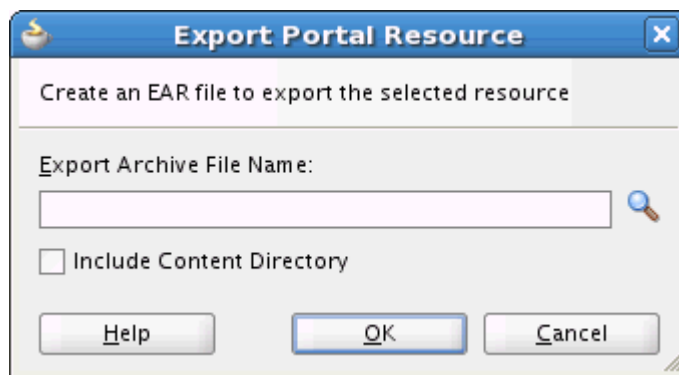 Export Portal Resource
Create an EAR file to export the selected resource
Export Archive File Name:
Include Content Directory
Help OK Cancel